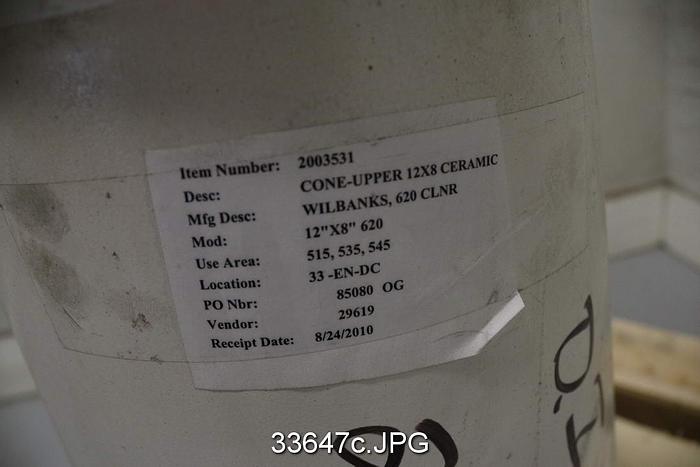 Item Number: 2003531
Desc: CONE-UPPER 12X8 CERAMIC
Mfg Desc: WILBANKS, 620 CLNR
Mod: 12"X8" 620
Use Area: 515, 535, 545
Location: 33 -EN-DC
PO Nbr: 85080 OG
Vendor: 29619
Receipt Date: 8/24/2010
33647c.JPG